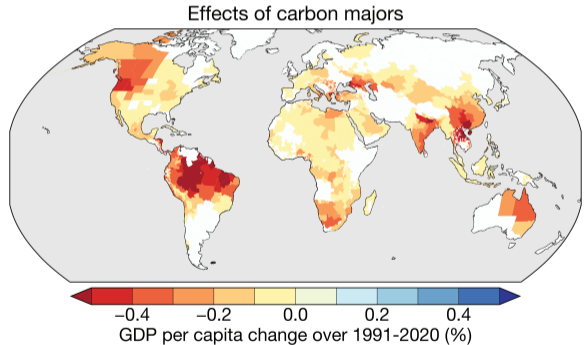 Effects of carbon majors
−0.4 −0.2 0.0 0.2 0.4
GDP per capita change over 1991-2020 (%)